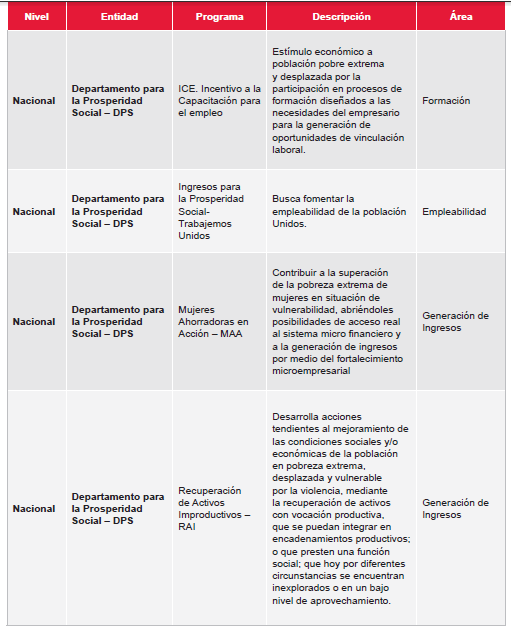 Nivel Entidad Programa Descripción Área
Nacional
Departamento para
la Prosperidad
Social – DPS
ICE. Incentivo a la
Capacitación para
el empleo
Estímulo económico a
población pobre extrema
y desplazada por la
participación en procesos de
formación diseñados a las
necesidades del empresario
para la generación de
oportunidades de vinculación
laboral.
Formación
Nacional
Departamento para
la Prosperidad
Social – DPS
Ingresos para
la Prosperidad
Social-
Trabajemos
Unidos
Busca fomentar la
empleabilidad de la población
Unidos.
Empleabilidad
Nacional
Departamento para
la Prosperidad
Social – DPS
Mujeres
Ahorradoras en
Acción – MAA
Contribuir a la superación
de la pobreza extrema de
mujeres en situación de
vulnerabilidad, abriéndoles
posibilidades de acceso real
al sistema micro financiero y
a la generación de ingresos
por medio del fortalecimiento
microempresarial
Generación de
Ingresos
Nacional
Departamento para
la Prosperidad
Social – DPS
Recuperación
de Activos
Improductivos –
RAI
Desarrolla acciones
tendientes al mejoramiento de
las condiciones sociales y/o
económicas de la población
en pobreza extrema,
desplazada y vulnerable
por la violencia, mediante
la recuperación de activos
con vocación productiva,
que se puedan integrar en
encadenamientos productivos;
o que presten una función
social; que hoy por diferentes
circunstancias se encuentran
inexplorados o en un bajo
nivel de aprovechamiento.
Generación de
Ingresos